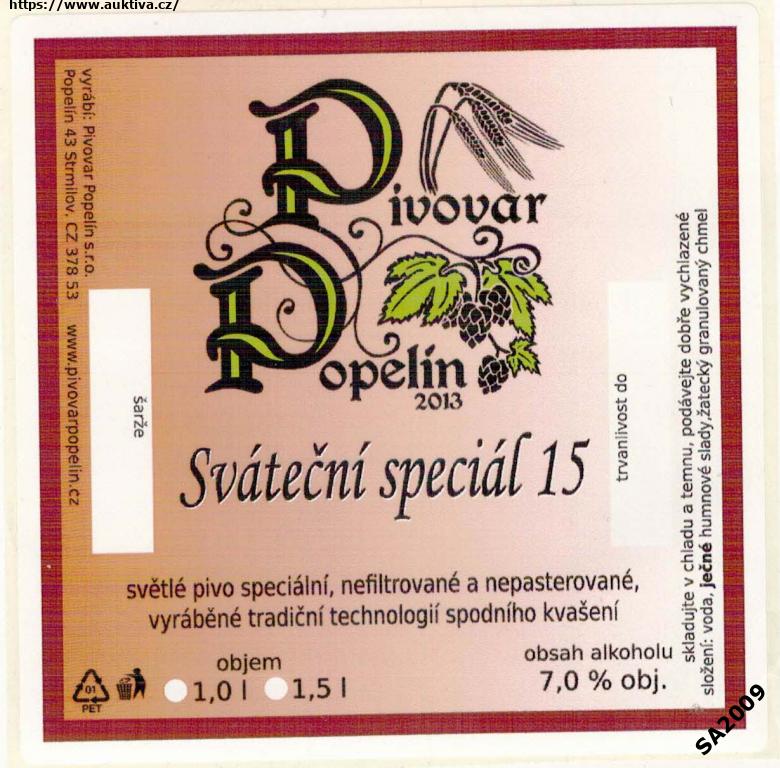 https://www.auktiva.cz/
vyrábí: Pivovar Popelín s.r.o.
Popelín 43 Strmilov, CZ 378 53 www.pivovarpopelin.cz
Pivovar
Popelín
2013
šarže
trvanlivost do
Sváteční speciál 15
světlé pivo speciální, nefiltrované a nepasterované,
vyráběné tradiční technologií spodního kvašení
objem
1,0 l 1,5 l
obsah alkoholu
7,0 % obj.
01
PET
skladujte v chladu a temnu, podávejte dobře vychlazené
složení: voda, ječné humnové slady,žatecký granulovaný chmel
SA2009